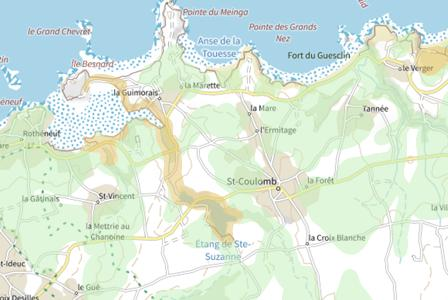 Pointe du Meinga
Pointe des Grands
Nez
le Grand Chevret
Anse de la
Touesse
Fort du Guesclin
Île Besnard
le Verger
la Guimorais
la Marette
la Mare
Tannée
Rothéneuf
l'Ermitage
St-Coulomb
la Forêt
la Gâtinais
St-Vincent
la Mettrie au
Chanoine
la Croix Blanche
Étang de Ste-
Suzanne
le Gué